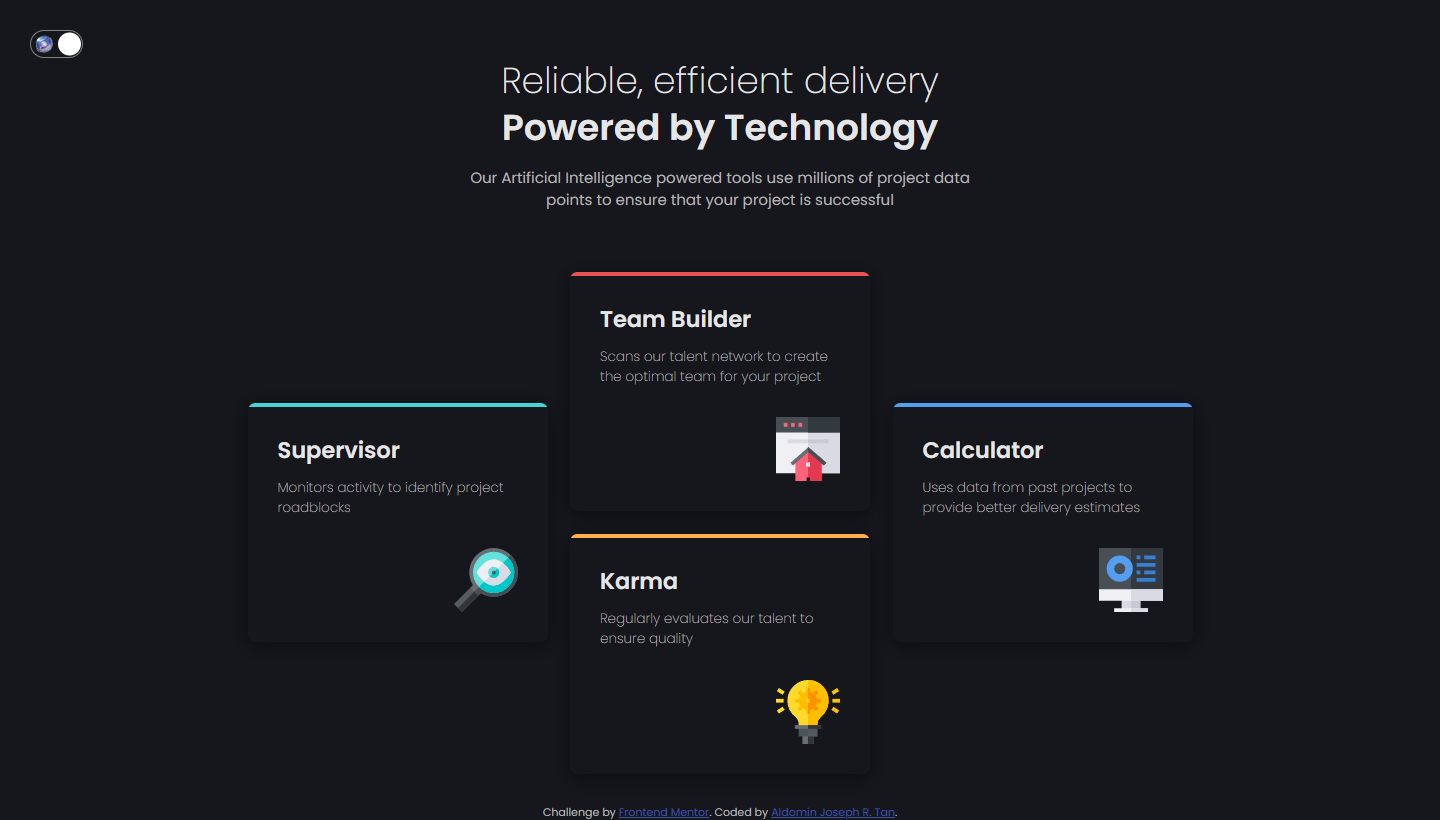 Reliable, efficient delivery
Powered by Technology
Our Artificial Intelligence powered tools use millions of project data
points to ensure that your project is successful
Team Builder
Scans our talent network to create
the optimal team for your project
Supervisor
Monitors activity to identify project
roadblocks
Calculator
Uses data from past projects to
provide better delivery estimates
Karma
Regularly evaluates our talent to
ensure quality
Challenge by Frontend Mentor. Coded by Aldomin Joseph R. Tan.